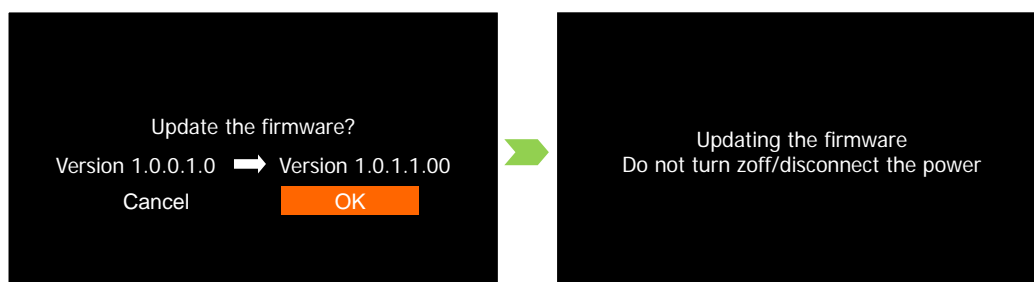 Update the firmware?
Version 1.0.0.1.0 Version 1.0.1.1.00
Cancel OK
Updating the firmware
Do not turn zoff/disconnect the power